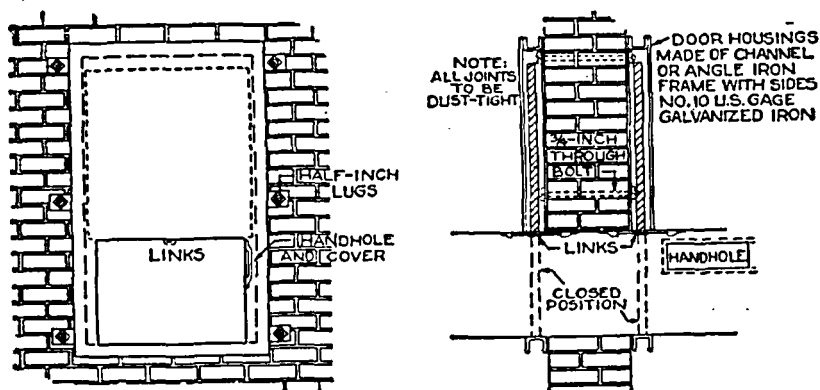 HALF-INCH
LUGS
LINKS
HANDHOLE
AND COVER
NOTE:
ALL JOINTS
TO BE
DUST-TIGHT
DOOR HOUSINGS
MADE OF CHANNEL
OR ANGLE IRON
FRAME WITH SIDES
NO. 10 U.S. GAGE
GALVANIZED IRON
3/4-INCH
THROUGH
BOLT
LINKS
HANDHOLE
CLOSED
POSITION